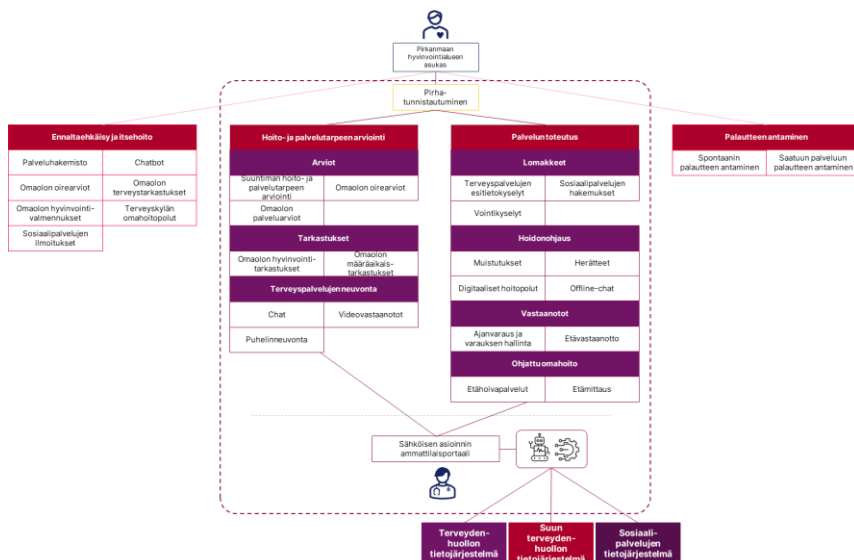 Pirkanmaan
hyvinvointialueen
asukas
Pirha-
tunnistautuminen
Ennaltaehkäisy ja itsehoito
Palveluhakemisto
Chatbot
Omaolon oirearviot
Omaolon
terveystarkastukset
Omaolon hyvinvointi-
valmennukset
Terveyskylän
omahoitopolut
Sosiaalipalvelujen
ilmoitukset
Hoito- ja palvelutarpeen arviointi
Arviot
Suuntiman hoito- ja
palvelutarpeen
arviointi
Omaolon oirearviot
Omaolon
palveluarviot
Tarkastukset
Omaolon hyvinvointi-
tarkastukset
Omaolon
määräaikais-
tarkastukset
Terveyspalvelujen neuvonta
Chat
Videovastaanotot
Puhelinneuvonta
Palvelun toteutus
Lomakkeet
Terveyspalvelujen
esitietokyselyt
Sosiaalipalvelujen
hakemukset
Vointikyselyt
Hoidonohjaus
Muistutukset
Herätteet
Digitaaliset hoitopolut
Offline-chat
Vastaanotot
Ajanvaraus ja
varauksen hallinta
Etävastaanotto
Ohjattu omahoito
Etähoivapalvelut
Etämittaus
Palautteen antaminen
Spontaanin
palautteen antaminen
Saatuun palveluun
palautteen antaminen
Sähköisen asioinnin
ammattilaisportaali
Terveyden-
huollon
tietojärjestelmä
Suun
terveyden-
huollon
tietojärjestelmä
Sosiaali-
palvelujen
tietojärjestelmä